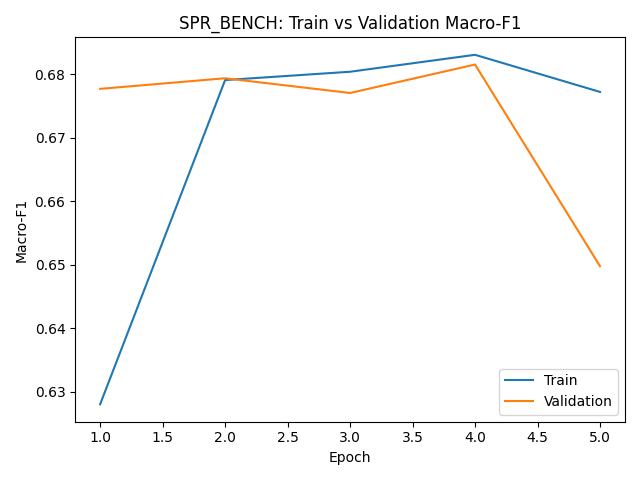 SPR_BENCH: Train vs Validation Macro-F1
0.68
0.67
0.66
0.65
0.64
0.63
Macro-F1
1.0 1.5 2.0 2.5 3.0 3.5 4.0 4.5 5.0
Epoch
Train
Validation